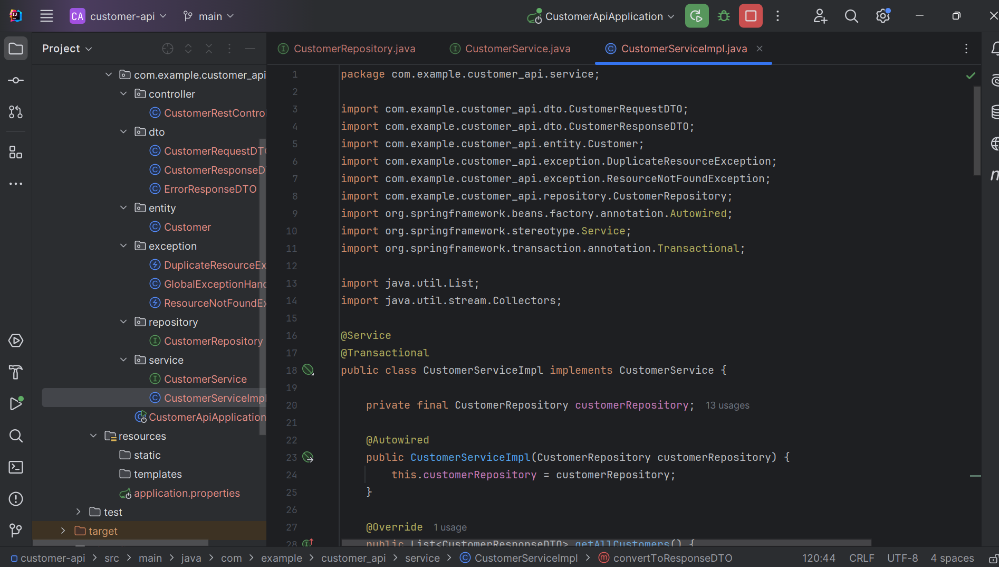 CA customer-api main CustomerApiApplication
Project
com.example.customer_api
controller
CustomerRestControl
dto
CustomerRequestDTO
CustomerResponseD
ErrorResponseDTO
entity
Customer
exception
DuplicateResourceEx
GlobalExceptionHand
ResourceNotFoundEx
repository
CustomerRepository
service
CustomerService
CustomerServiceImpl
CustomerApiApplication
resources
static
templates
application.properties
test
target
CustomerRepository.java CustomerService.java CustomerServiceImpl.java
1 package com.example.customer_api.service;
2
3 import com.example.customer_api.dto.CustomerRequestDTO;
4 import com.example.customer_api.dto.CustomerResponseDTO;
5 import com.example.customer_api.entity.Customer;
6 import com.example.customer_api.exception.DuplicateResourceException;
7 import com.example.customer_api.exception.ResourceNotFoundException;
8 import com.example.customer_api.repository.CustomerRepository;
9 import org.springframework.beans.factory.annotation.Autowired;
10 import org.springframework.stereotype.Service;
11 import org.springframework.transaction.annotation.Transactional;
12
13 import java.util.List;
14 import java.util.stream.Collectors;
15
16 @Service
17 @Transactional
18 public class CustomerServiceImpl implements CustomerService {
19
20 private final CustomerRepository customerRepository; 13 usages
21
22 @Autowired
23 public CustomerServiceImpl(CustomerRepository customerRepository) {
24 this.customerRepository = customerRepository;
25 }
26
27 @Override 1 usage
28 public List<CustomerResponseDTO> getAllCustomers() {
customer-api > src > main > java > com > example > customer_api > service > CustomerServiceImpl > convertToResponseDTO 120:44 CRLF UTF-8 4 spaces